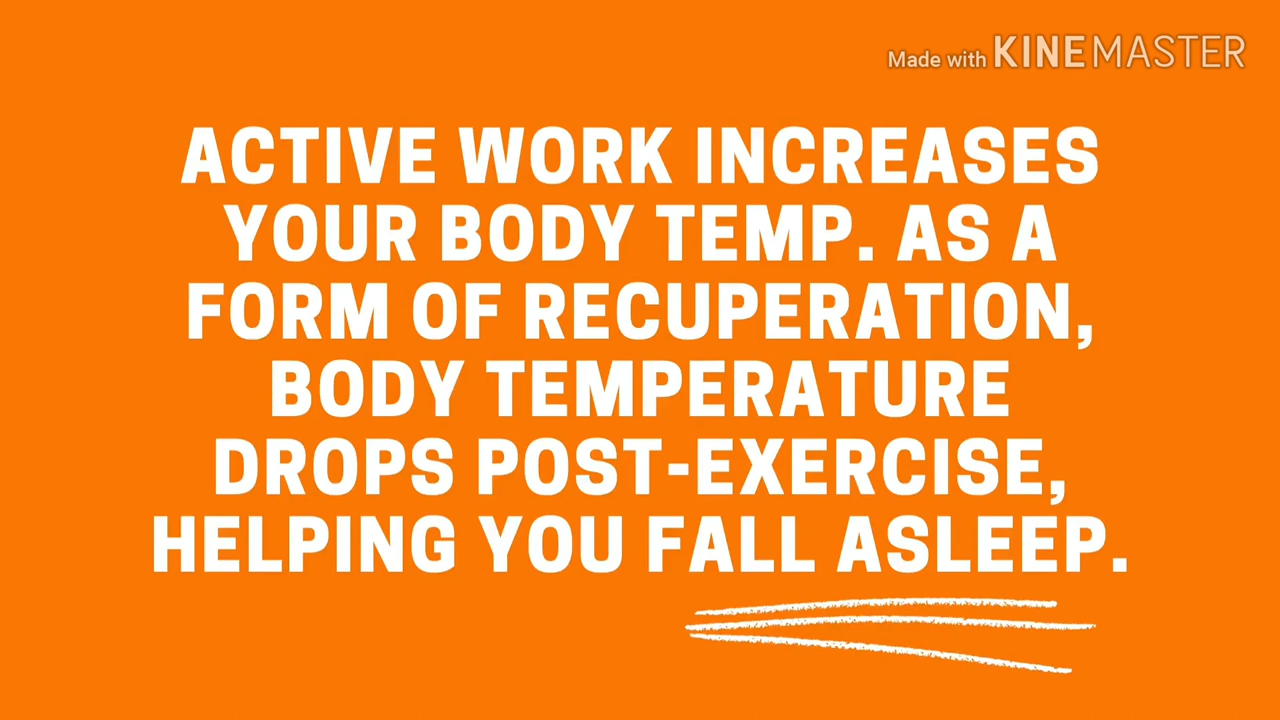 Made with KINEMASTER
ACTIVE WORK INCREASES
YOUR BODY TEMP. AS A
FORM OF RECUPERATION,
BODY TEMPERATURE
DROPS POST-EXERCISE,
HELPING YOU FALL ASLEEP.